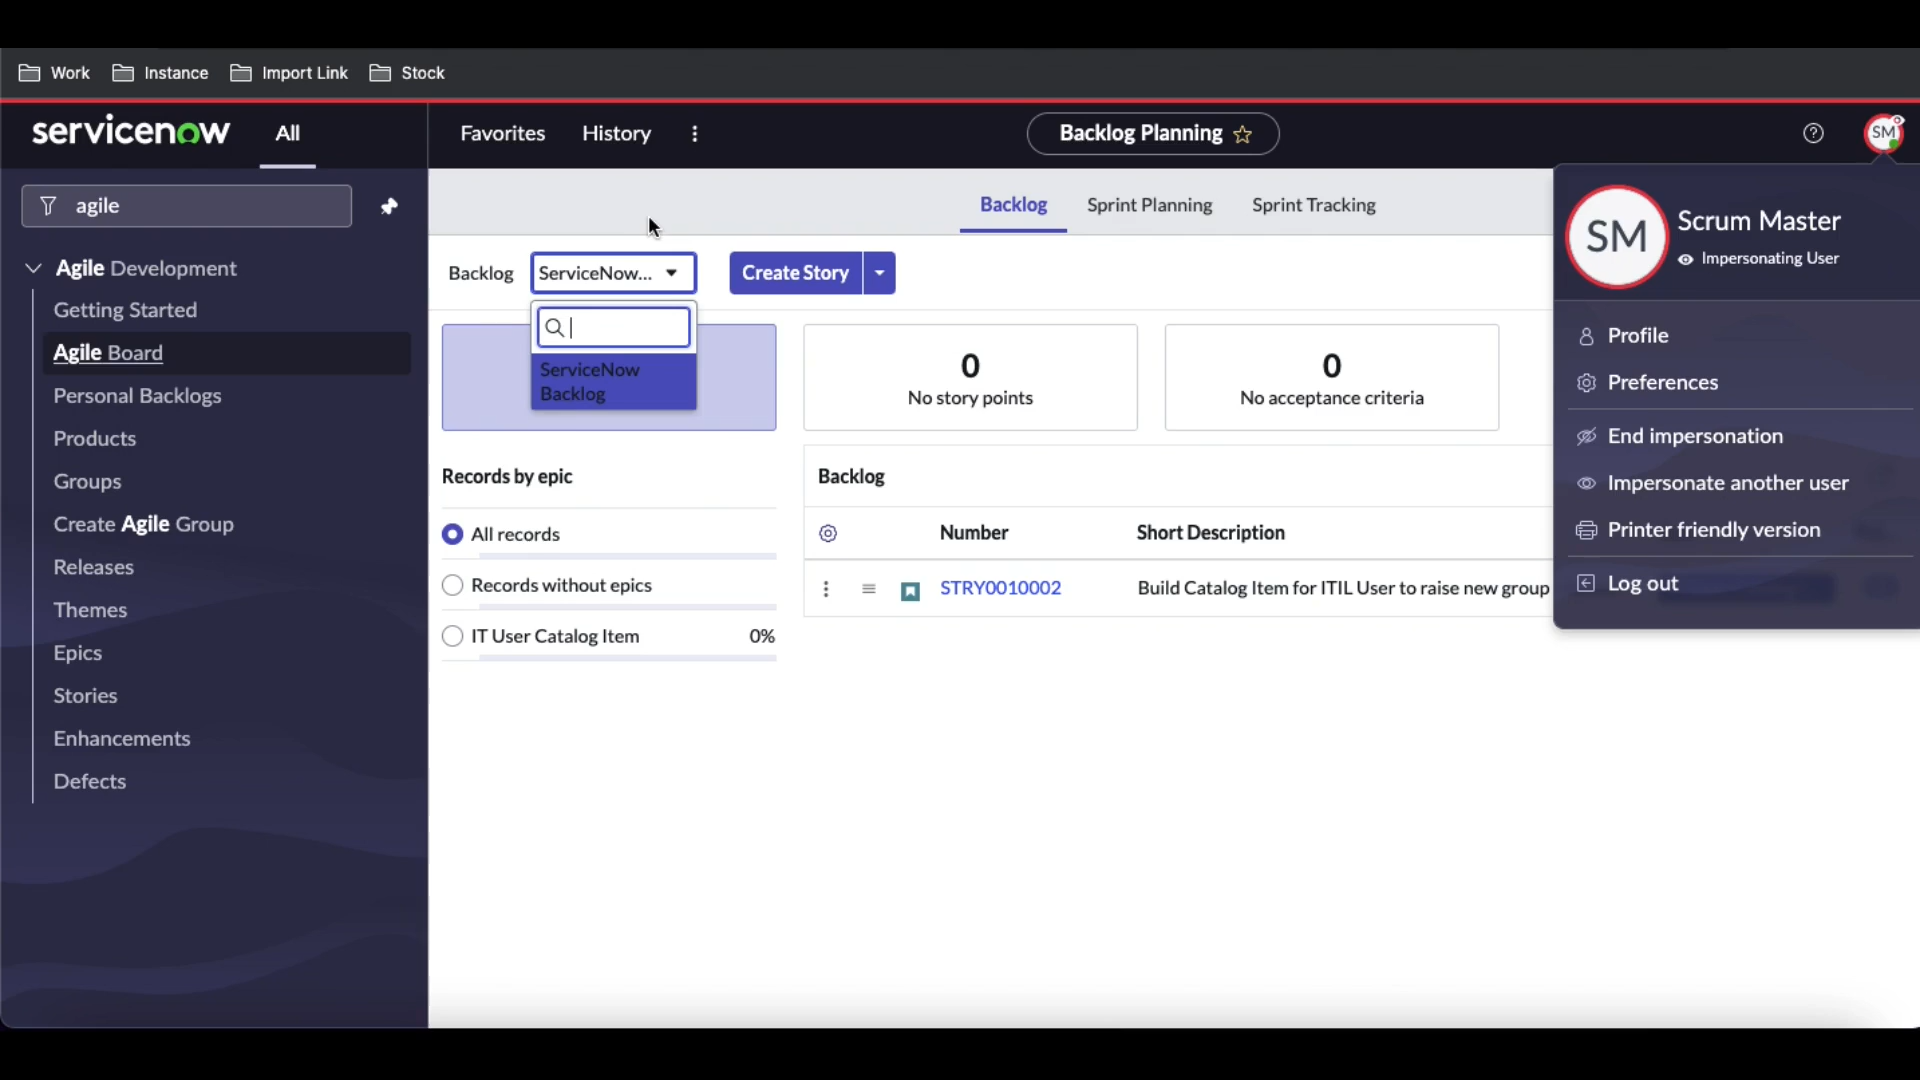 Work Instance Import Link Stock
servicenow All Favorites History Backlog Planning SM
agile
Agile Development
Getting Started
Agile Board
Personal Backlogs
Products
Groups
Create Agile Group
Releases
Themes
Epics
Stories
Enhancements
Defects
Backlog Sprint Planning Sprint Tracking
Backlog ServiceNow... Create Story
ServiceNow
Backlog
0
No story points
0
No acceptance criteria
Records by epic
All records
Records without epics
IT User Catalog Item 0%
Backlog
Number Short Description
STRY0010002 Build Catalog Item for ITIL User to raise new group
SM Scrum Master
Impersonating User
Profile
Preferences
End impersonation
Impersonate another user
Printer friendly version
Log out